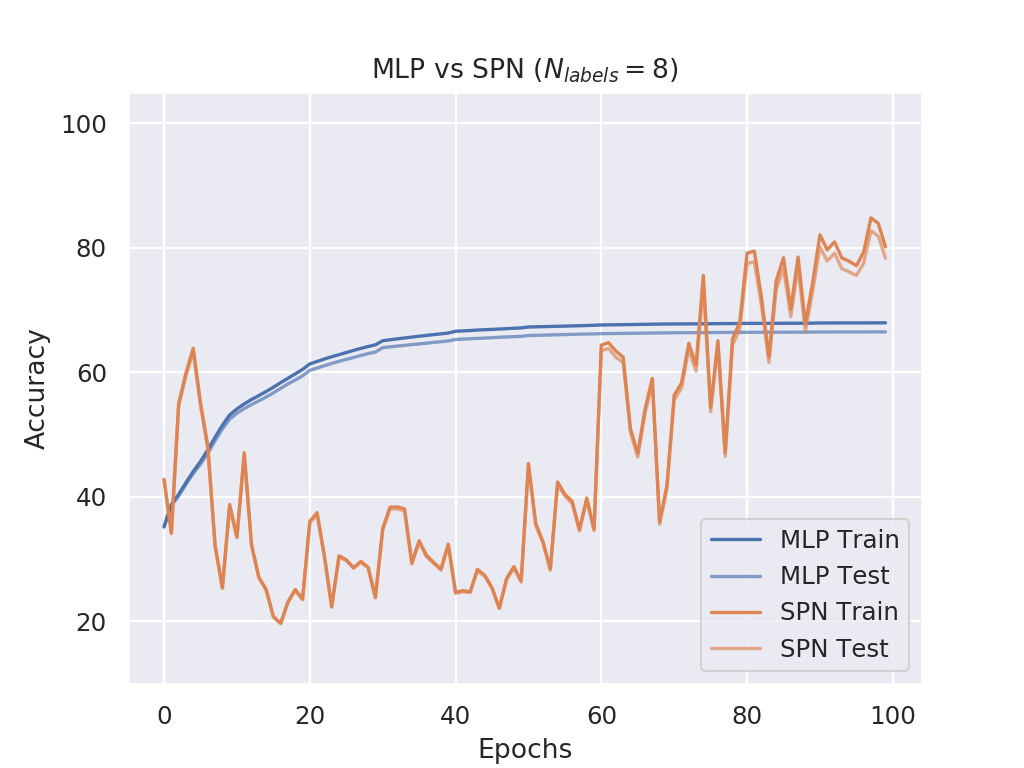 MLP vs SPN (N_labels = 8)
100
80
60
40
20
Accuracy
MLP Train
MLP Test
SPN Train
SPN Test
0 20 40 60 80 100
Epochs